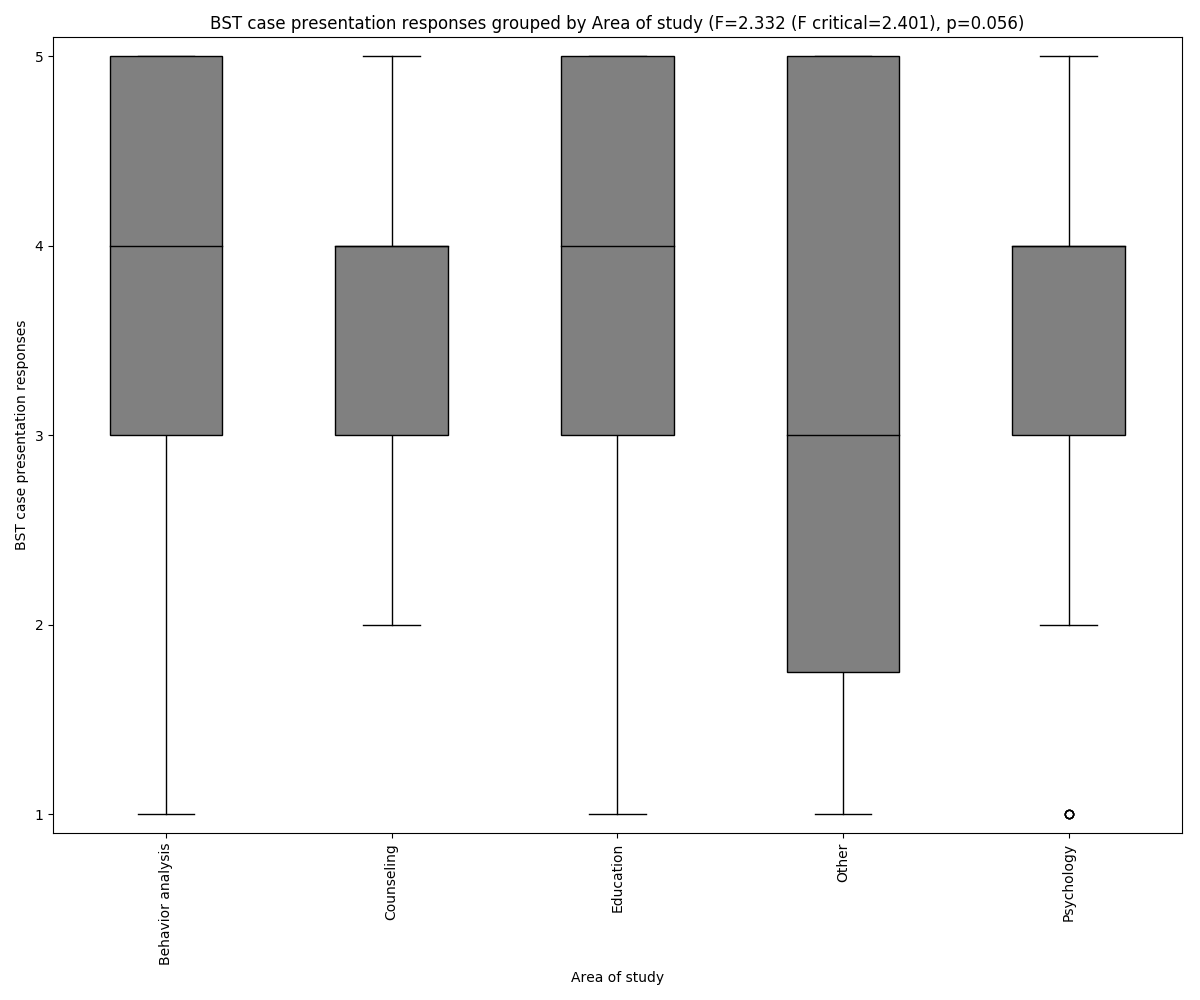 BST case presentation responses grouped by Area of study (F=2.332 (F critical=2.401), p=0.056)
BST case presentation responses
5
4
3
2
1
Behavior analysis
Counseling
Education
Other
Psychology
Area of study